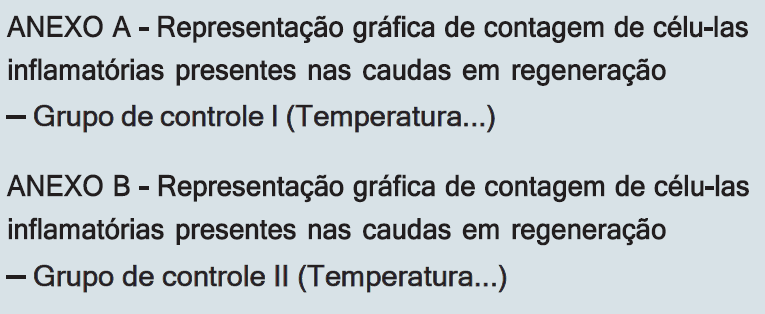 ANEXO A - Representação gráfica de contagem de célu-las
inflamatórias presentes nas caudas em regeneração
– Grupo de controle I (Temperatura...)
ANEXO B - Representação gráfica de contagem de célu-las
inflamatórias presentes nas caudas em regeneração
– Grupo de controle II (Temperatura...)